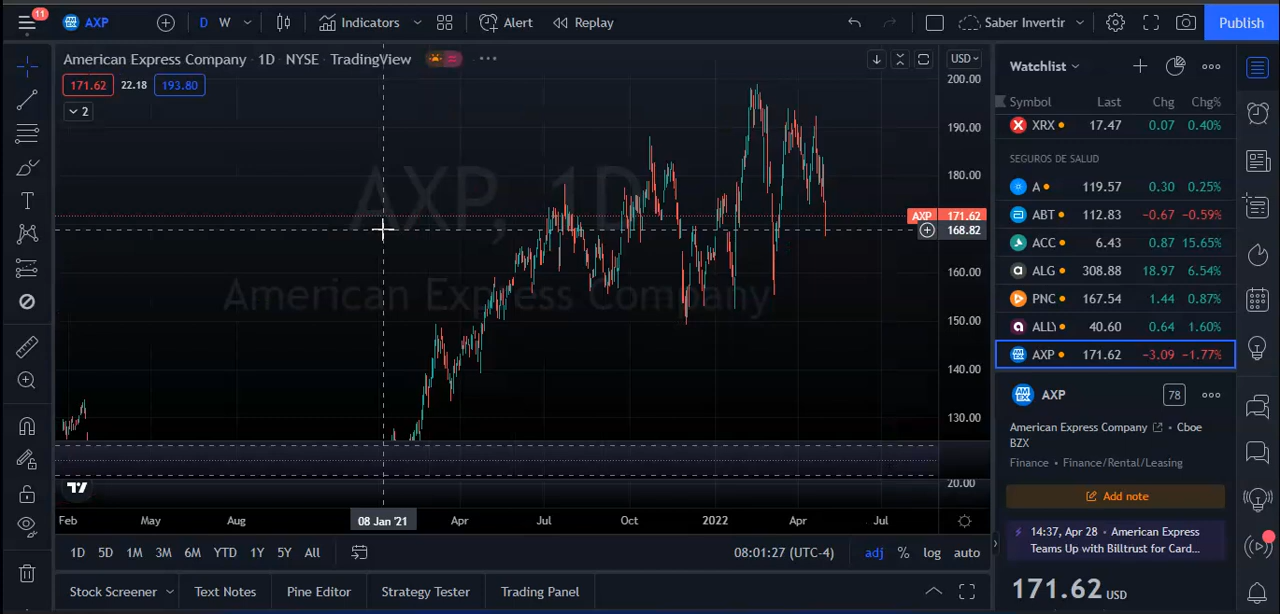 11 AXP D W Indicators Alert Replay Saber Invertir Publish
American Express Company · 1D · NYSE · TradingView
171.62 22.18 193.80
2
USD
200.00
190.00
180.00
AXP 171.62
168.82
160.00
150.00
140.00
130.00
20.00
AXP, 1D
American Express Company
Feb May Aug 08 Jan '21 Apr Jul Oct 2022 Apr Jul
1D 5D 1M 3M 6M YTD 1Y 5Y All 08:01:27 (UTC-4) adj % log auto
Stock Screener Text Notes Pine Editor Strategy Tester Trading Panel
Watchlist
Symbol Last Chg Chg%
XRX 17.47 0.07 0.40%
SEGUROS DE SALUD
A 119.57 0.30 0.25%
ABT 112.83 −0.67 −0.59%
ACC 6.43 0.87 15.65%
ALG 308.88 18.97 6.54%
PNC 167.54 1.44 0.87%
ALLY 40.60 0.64 1.60%
AXP 171.62 −3.09 −1.77%
AXP 78
American Express Company · Cboe
BZX
Finance · Finance/Rental/Leasing
Add note
14:37, Apr 28 · American Express
Teams Up with Billtrust for Card...
171.62 USD